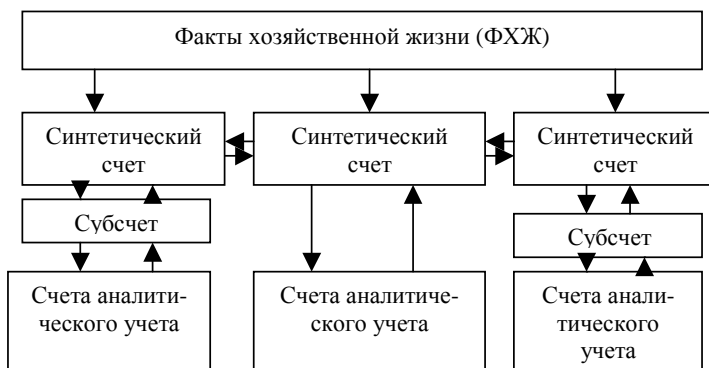 Факты хозяйственной жизни (ФХЖ)
Синтетический
счет
Синтетический
счет
Синтетический
счет
Субсчет
Субсчет
Счета аналити-
ческого учета
Счета аналитиче-
ского учета
Счета анали-
тического
учета